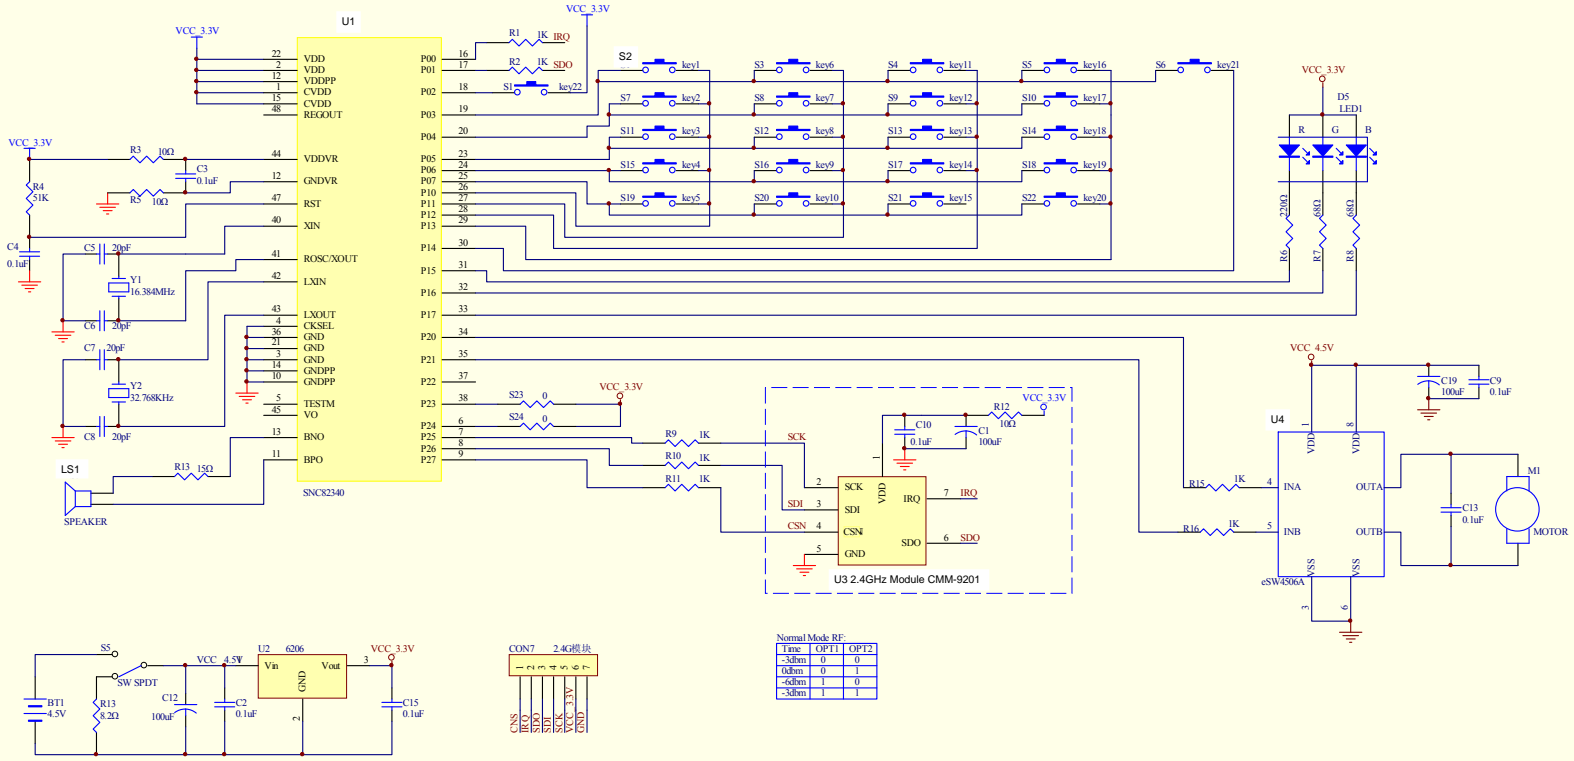 U1
VCC_3.3V
VCC_3.3V
22 VDD
2 VDD
12 VDDPP
1 CVDD
15 CVDD
48 REGOUT
44 VDDVR
12 GNDVR
47 RST
40 XIN
41 ROSC/XOUT
42 LXIN
43 LXOUT
4 CKSEL
36 GND
21 GND
3 GND
14 GNDPP
10 GNDPP
5 TESTM
45 VO
13 BNO
11 BPO
SNC82340
P00 16
P01 17
P02 18
P03 19
P04 20
P05 23
P06 24
P07 25
P10 26
P11 27
P12 28
P13 29
P14 30
P15 31
P16 32
P17 33
P20 34
P21 35
P22 37
P23 38
P24 6
P25 7
P26 8
P27 9
R1 1K IRQ
R2 1K SDO
S1 key22
S2 key1
S3 key6
S4 key11
S5 key16
S6 key21
S7 key2
S8 key7
S9 key12
S10 key17
S11 key3
S12 key8
S13 key13
S14 key18
S15 key4
S16 key9
S17 key14
S18 key19
S19 key5
S20 key10
S21 key15
S22 key20
VCC_3.3V
D5
LED1
R G B
220Ω 68Ω 68Ω
R6 R7 R8
VCC_3.3V
R3 10Ω
R4
51K
C3
0.1uF
R5 10Ω
C4
0.1uF
C5 20pF
Y1
16.384MHz
C6 20pF
C7 20pF
Y2
32.768KHz
C8 20pF
LS1
SPEAKER
R13 15Ω
S23 0
S24 0
VCC_3.3V
R9 1K
R10 1K
R11 1K
SCK
SDI
CSN
VCC_3.3V
R12
10Ω
C10
0.1uF
C1
100uF
1 VDD
2 SCK
3 SDI
4 CSN
5 GND
IRQ 7 IRQ
SDO 6 SDO
U3 2.4GHz Module CMM-9201
VCC_4.5V
C19
100uF
C9
0.1uF
U4
1 VDD
8 VDD
R15 1K 4 INA
R16 1K 5 INB
OUTA
OUTB
VSS 3
VSS 6
eSW4506A
C13
0.1uF
M1
MOTOR
S5
SW SPDT
BT1
4.5V
R13
8.2Ω
VCC_4.5V
C12
100uF
C2
0.1uF
U2 6206
1 Vin
Vout 3
GND
2
VCC_3.3V
C15
0.1uF
CON7 2.4G模块
1 2 3 4 5 6 7
CNS IRQ SDO SDI SCK VCC_3.3V GND
Normal Mode RF:
Time OPT1 OPT2
-3dbm 0 0
0dbm 0 1
-6dbm 1 0
-3dbm 1 1